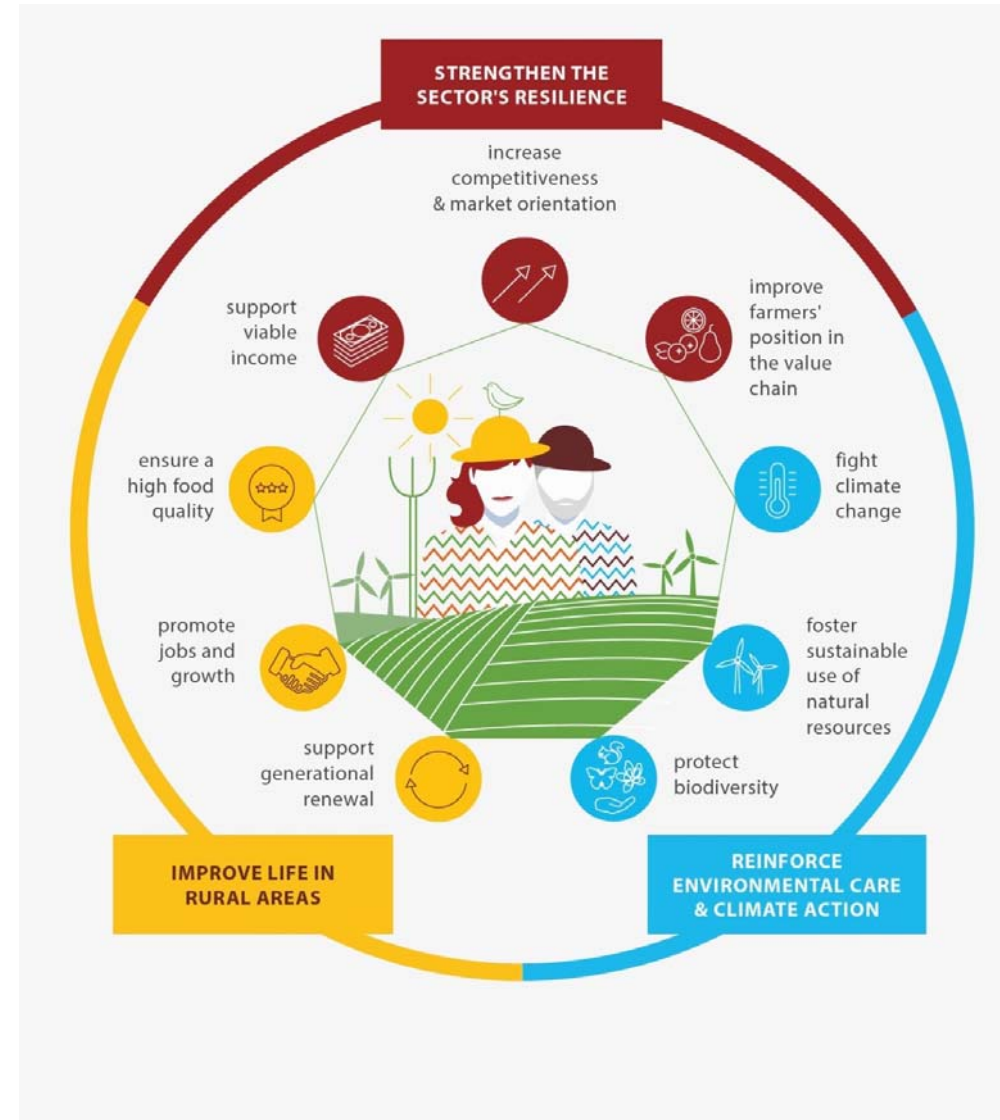 STRENGTHEN THE
SECTOR'S RESILIENCE
increase
competitiveness
& market orientation
support
viable
income
improve
farmers'
position in
the value
chain
ensure a
high food
quality
fight
climate
change
promote
jobs and
growth
foster
sustainable
use of
natural
resources
support
generational
renewal
protect
biodiversity
IMPROVE LIFE IN
RURAL AREAS
REINFORCE
ENVIRONMENTAL CARE
& CLIMATE ACTION